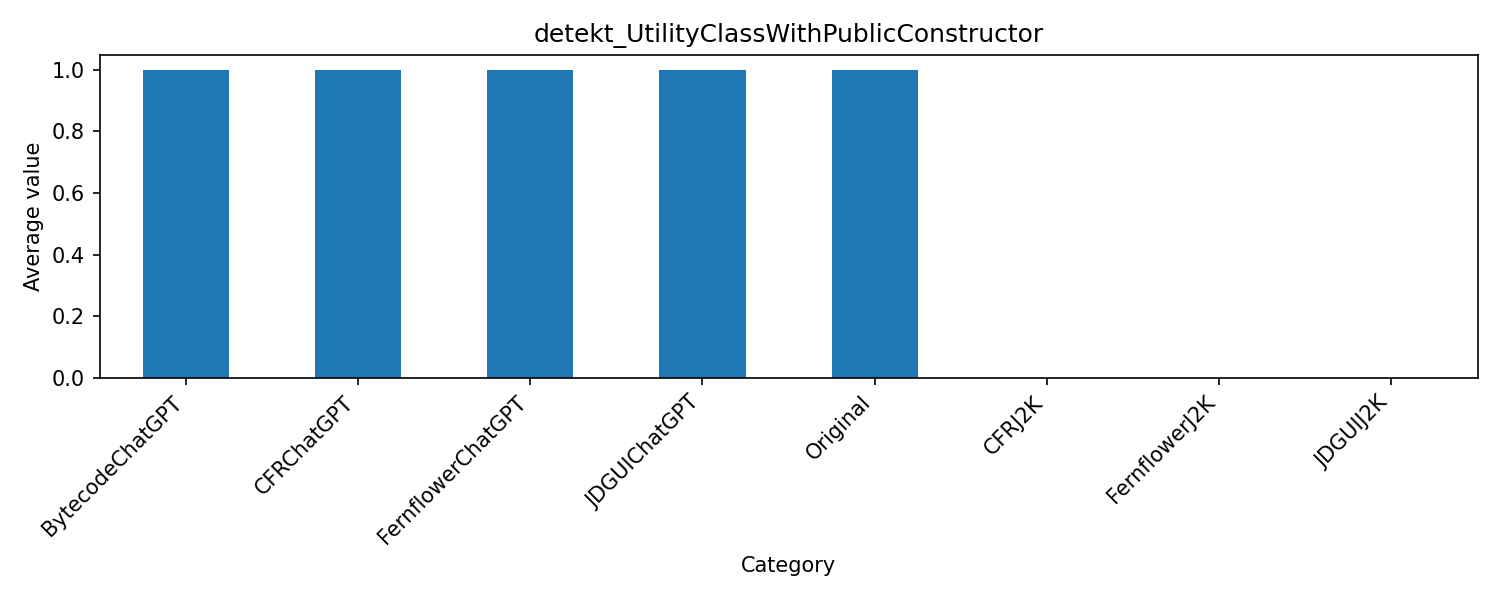 detekt_UtilityClassWithPublicConstructor
Average value
1.0
0.8
0.6
0.4
0.2
0.0
BytecodeChatGPT
CFRChatGPT
FernflowerChatGPT
JDGUIChatGPT
Original
CFRJ2K
FernflowerJ2K
JDGUIJ2K
Category